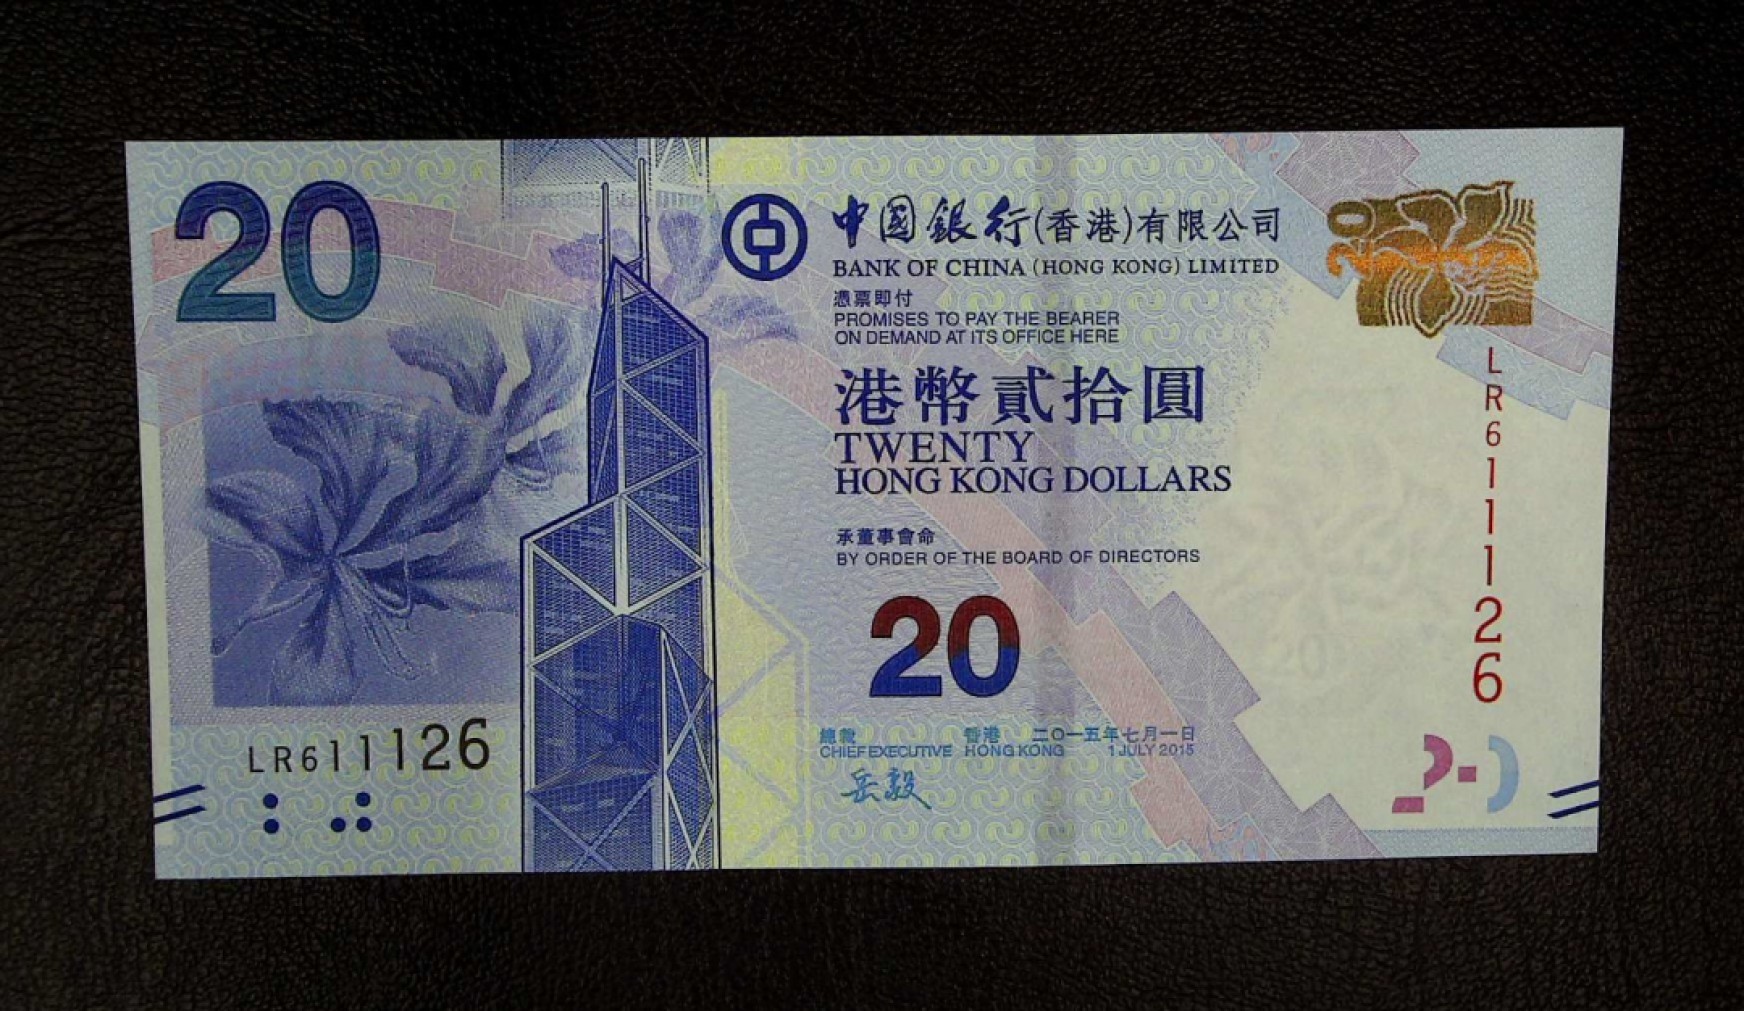 20
中國銀行(香港)有限公司
BANK OF CHINA (HONG KONG) LIMITED
憑票即付
PROMISES TO PAY THE BEARER
ON DEMAND AT ITS OFFICE HERE
港幣貳拾圓
TWENTY
HONG KONG DOLLARS
承董事會命
BY ORDER OF THE BOARD OF DIRECTORS
20
總裁 香港 二〇一五年七月一日
CHIEF EXECUTIVE HONG KONG 1 JULY 2015
岳毅
LR611126
20
LR611126
20